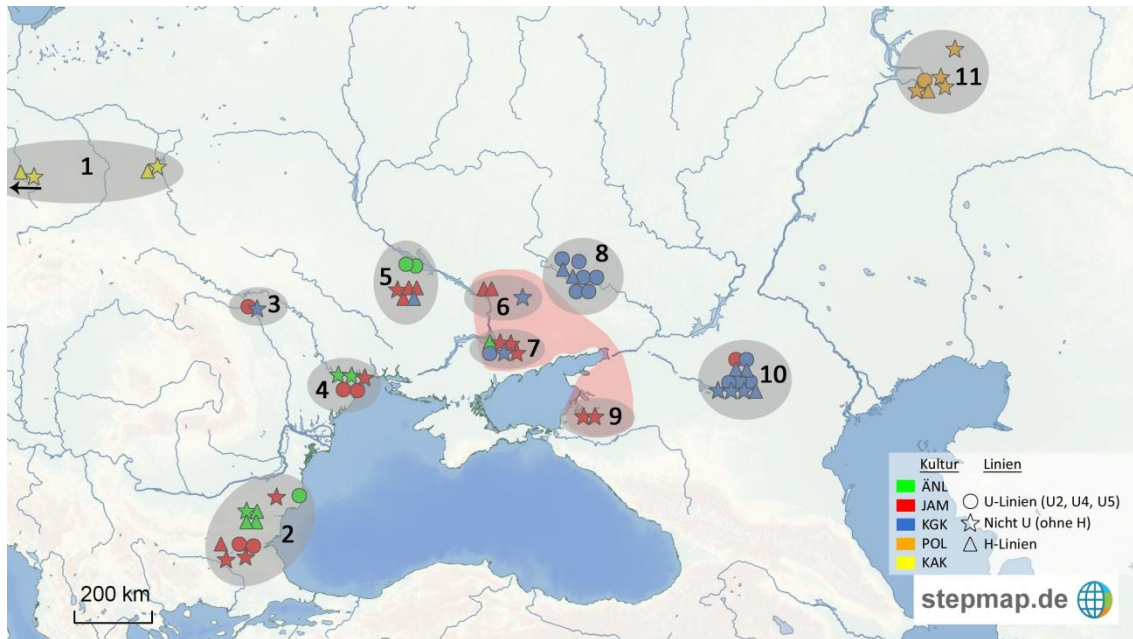 11
1
8
5
3
6
7
10
4
9
2
Kultur Linien
ÄNL
JAM U-Linien (U2, U4, U5)
KGK Nicht U (ohne H)
POL H-Linien
KAK
200 km
stepmap.de